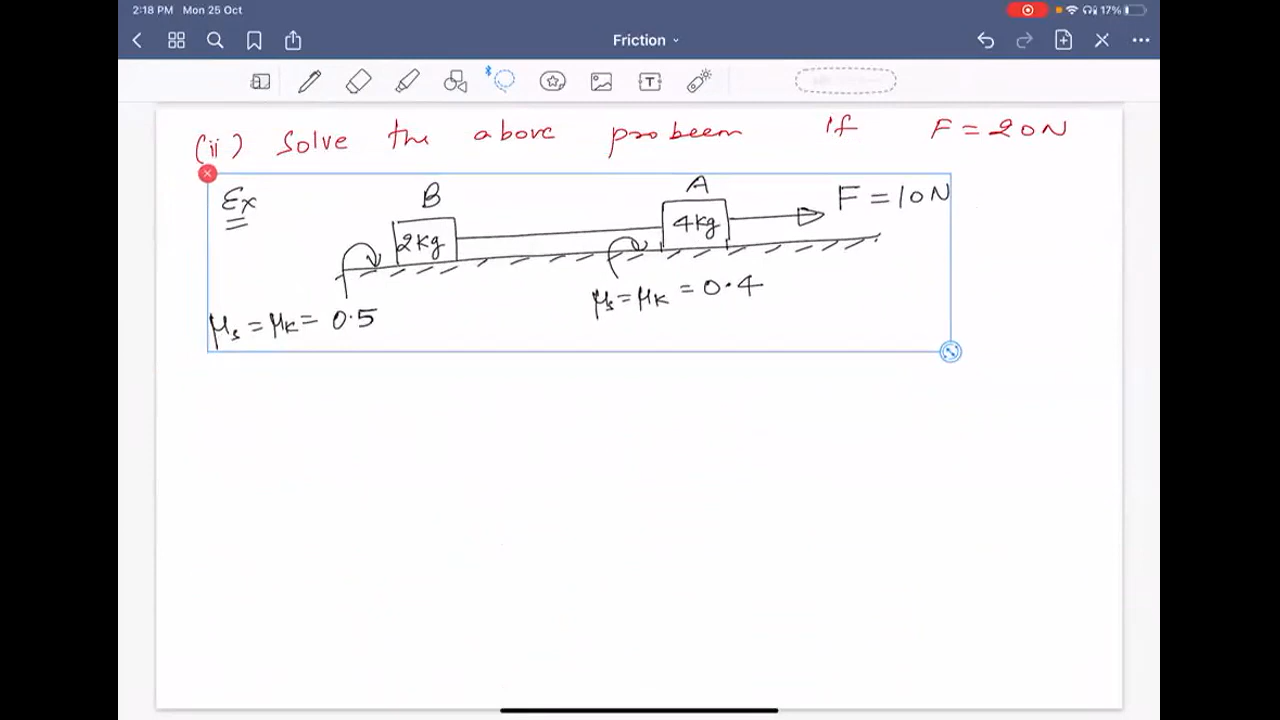 2:18 PM Mon 25 Oct 17%
Friction
T
(ii) Solve the above probeem if F = 20N
Ex B A F = 10N
2kg 4kg
μs = μk = 0.4
μs = μk = 0.5